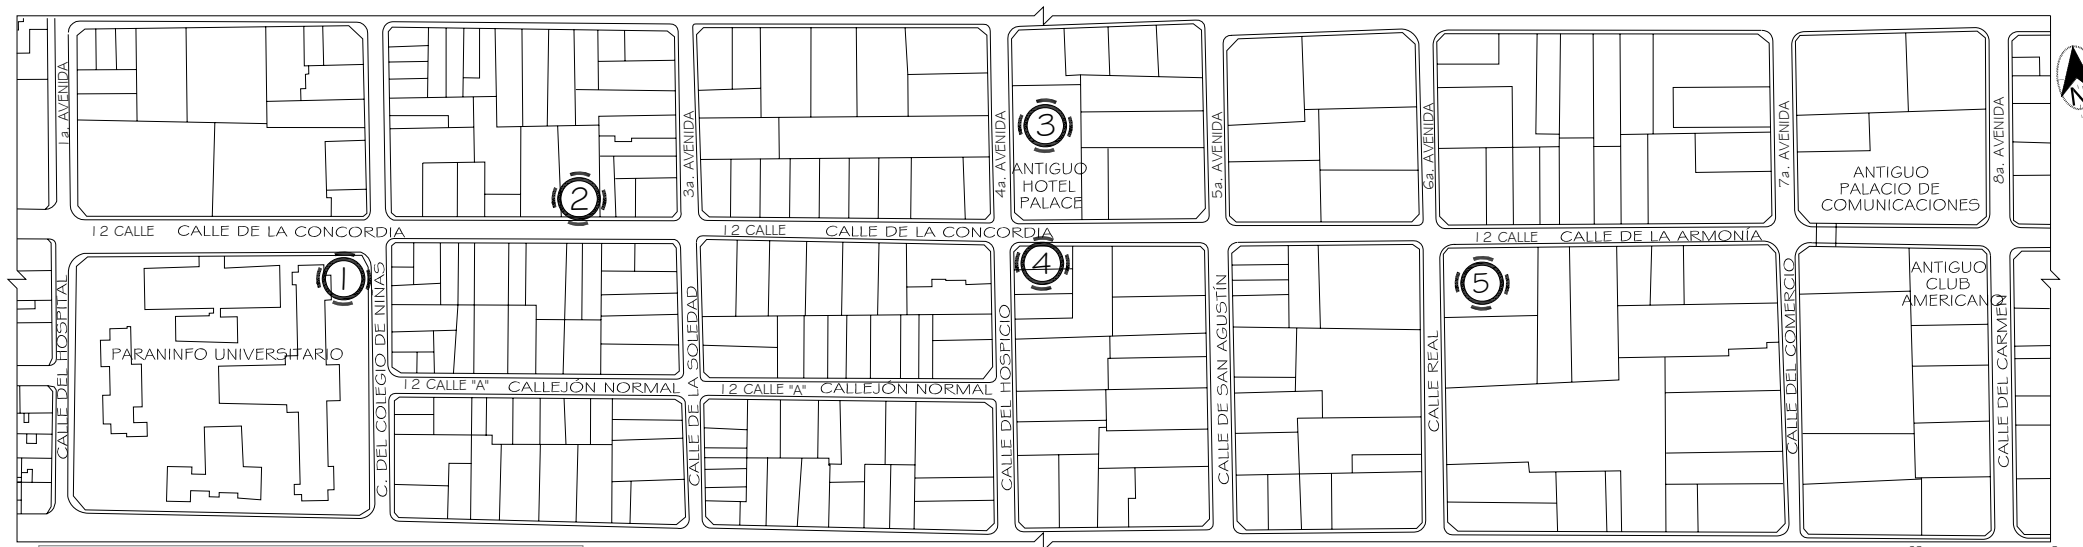 1a. AVENIDA
3a. AVENIDA
4a. AVENIDA
5a. AVENIDA
6a. AVENIDA
7a. AVENIDA
8a. AVENIDA
3
ANTIGUO
HOTEL
PALACE
2
ANTIGUO
PALACIO DE
COMUNICACIONES
12 CALLE CALLE DE LA CONCORDIA
12 CALLE CALLE DE LA CONCORDIA
12 CALLE CALLE DE LA ARMONÍA
1
4
5
ANTIGUO
CLUB
AMERICANO
PARANINFO UNIVERSITARIO
CALLE DEL HOSPITAL
C. DEL COLEGIO DE NIÑAS
CALLE DE LA SOLEDAD
CALLE DEL HOSPICIO
CALLE DE SAN AGUSTÍN
CALLE REAL
CALLE DEL COMERCIO
CALLE DEL CARMEN
12 CALLE "A" CALLEJÓN NORMAL
12 CALLE "A" CALLEJÓN NORMAL
N